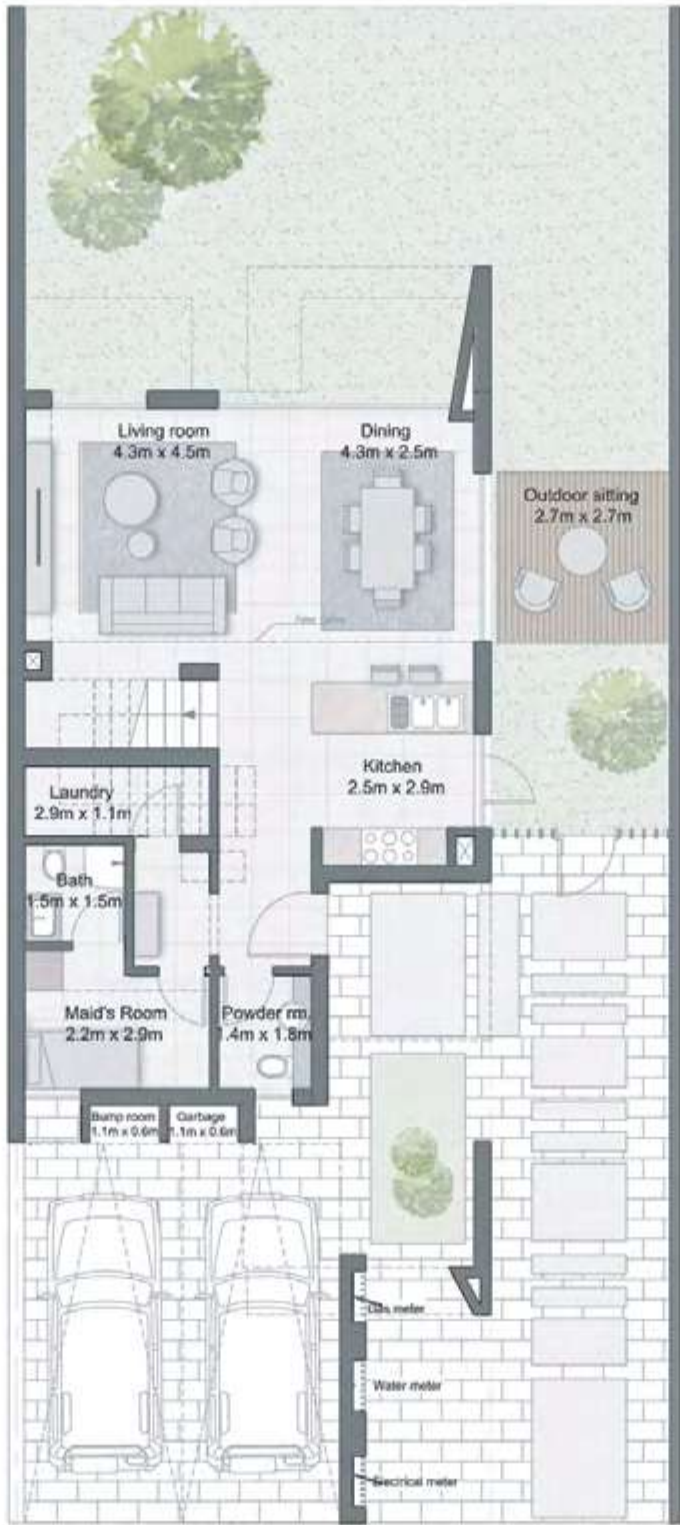 Living room
4.3m x 4.5m
Dining
4.3m x 2.5m
Outdoor sitting
2.7m x 2.7m
Kitchen
2.5m x 2.9m
Laundry
2.9m x 1.1m
Bath
1.5m x 1.5m
Maid's Room
2.2m x 2.9m
Powder rm.
1.4m x 1.8m
Bump room
1.1m x 0.6m
Garbage
1.1m x 0.6m
Gas meter
Water meter
Electrical meter